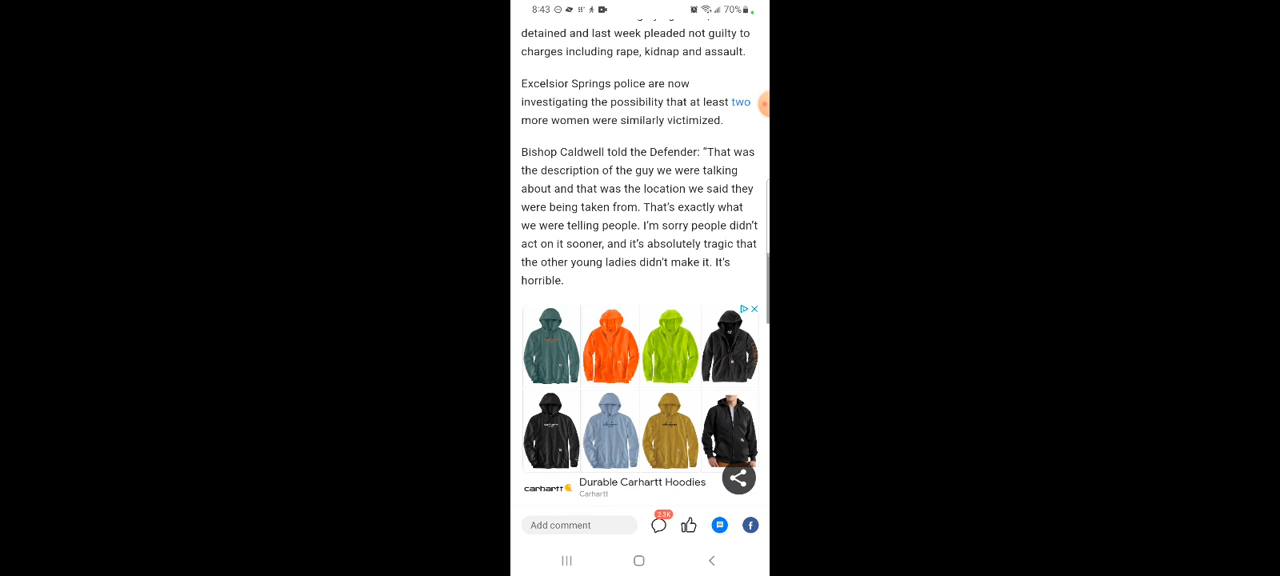 8:43
70%
detained and last week pleaded not guilty to
charges including rape, kidnap and assault.
Excelsior Springs police are now
investigating the possibility that at least two
more women were similarly victimized.
Bishop Caldwell told the Defender: “That was
the description of the guy we were talking
about and that was the location we said they
were being taken from. That’s exactly what
we were telling people. I’m sorry people didn’t
act on it sooner, and it’s absolutely tragic that
the other young ladies didn’t make it. It’s
horrible.
carhartt
Durable Carhartt Hoodies
Carhartt
2.3K
Add comment